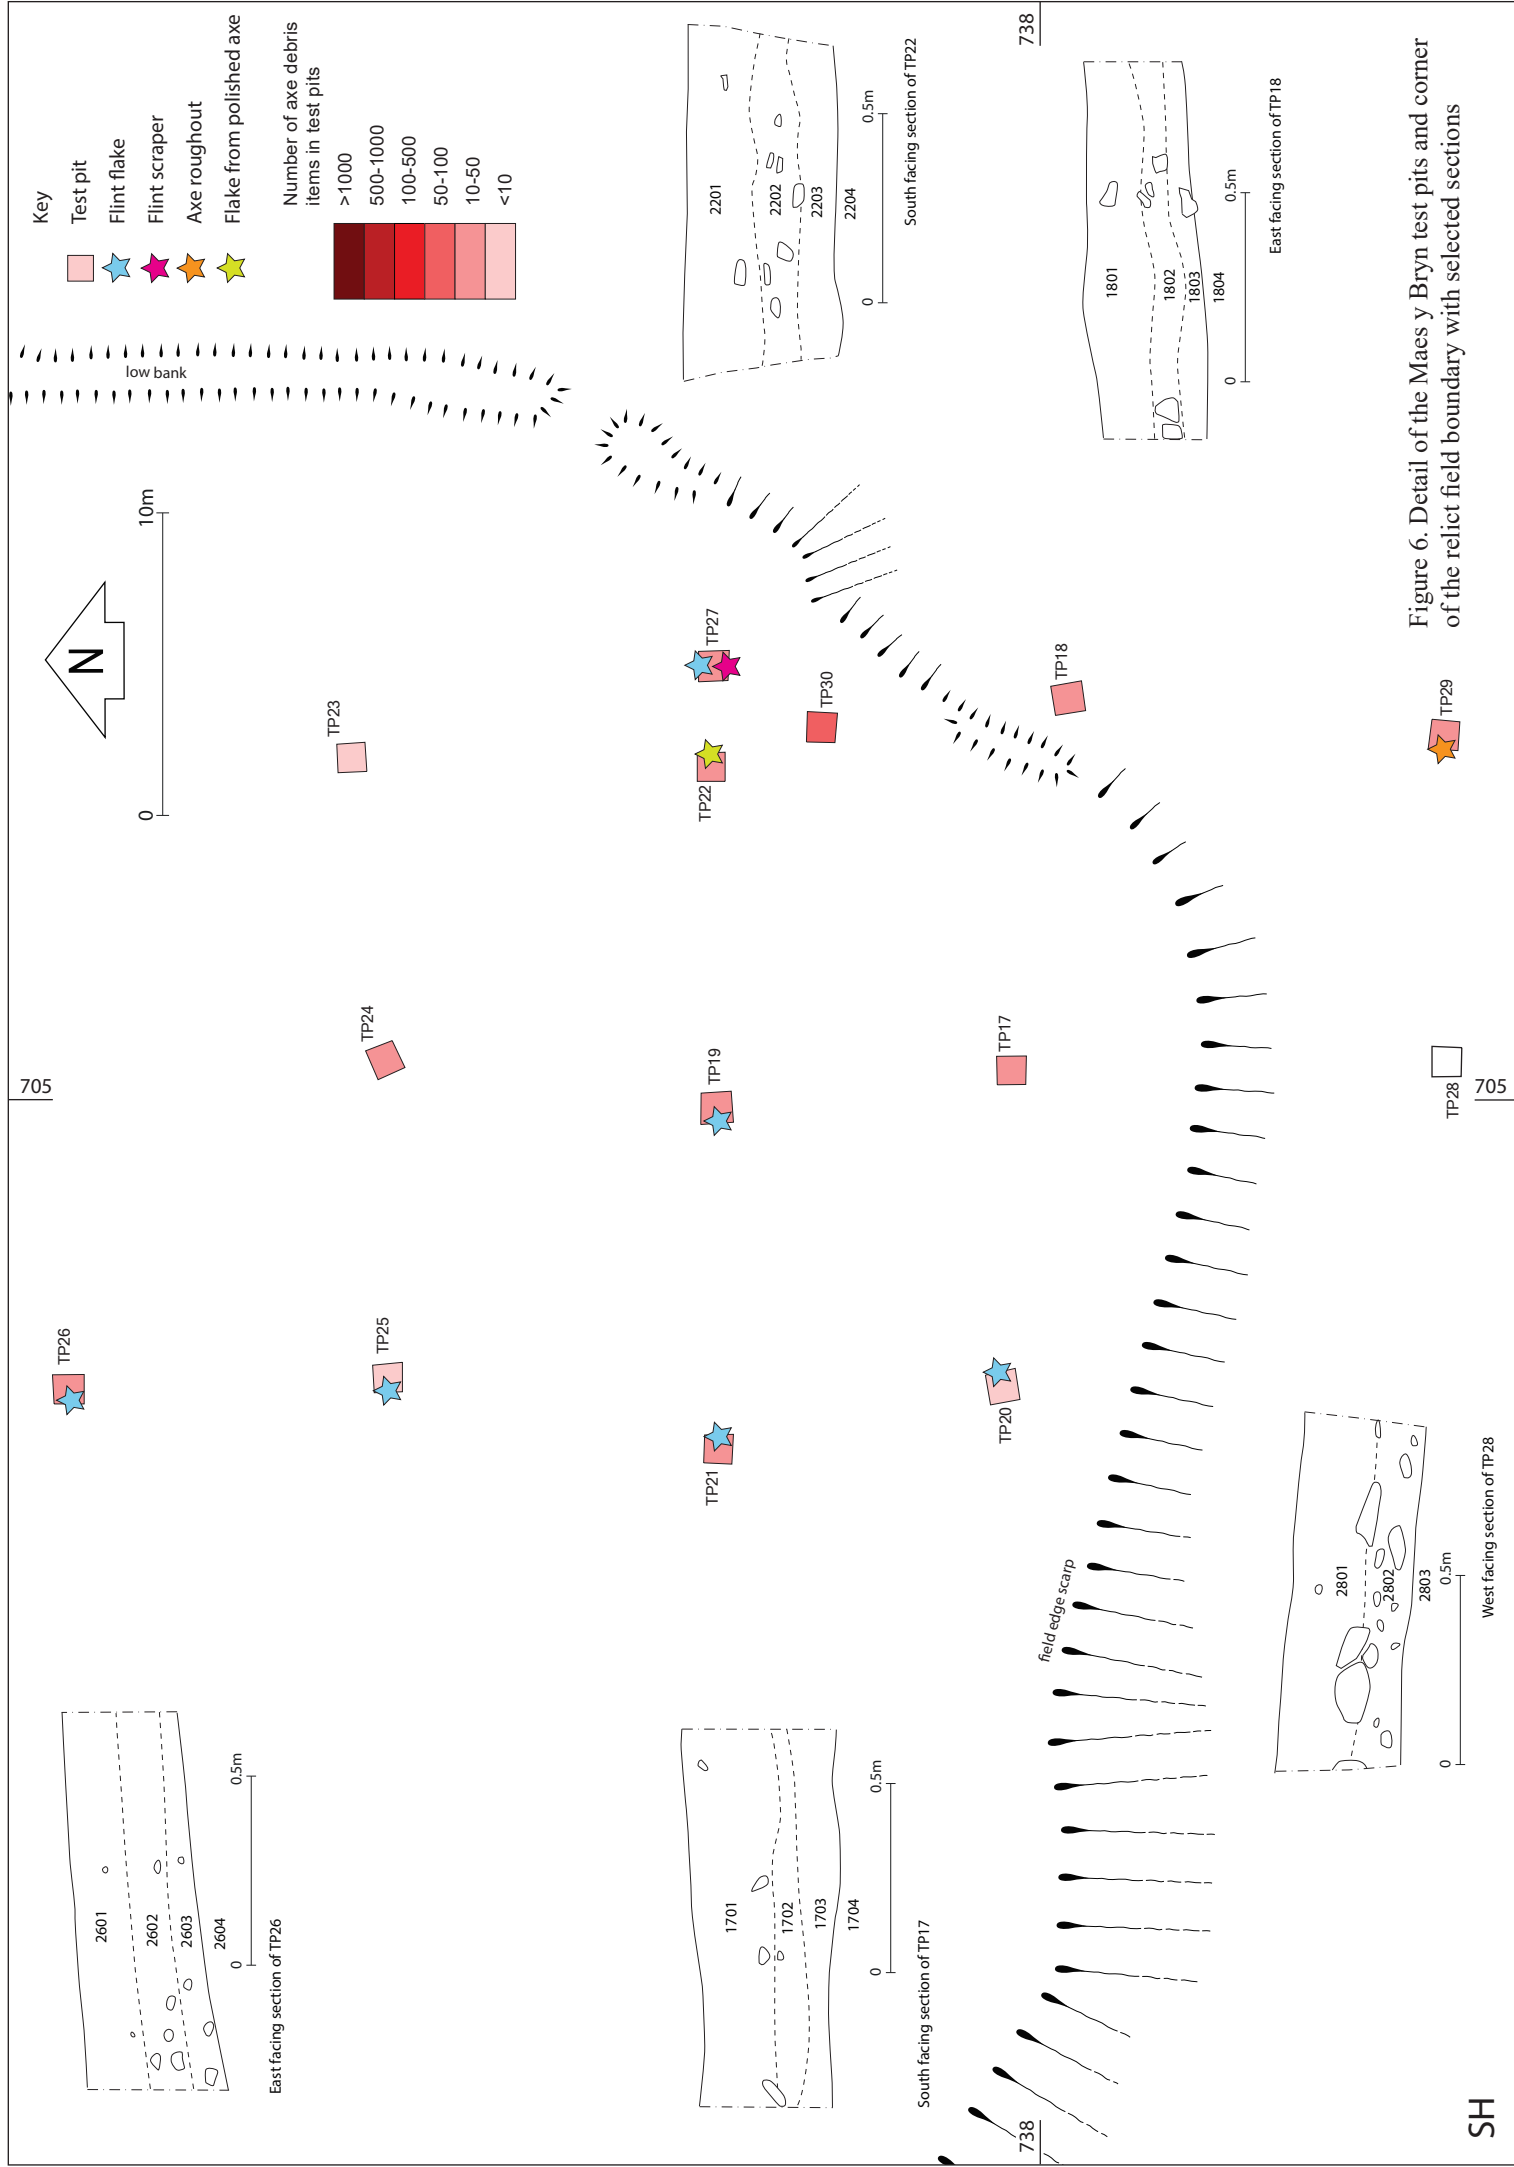 Key
Test pit
Flint flake
Flint scraper
Axe roughout
Flake from polished axe
Number of axe debris
items in test pits
>1000
500-1000
100-500
50-100
10-50
<10
low bank
0
10m
N
705
TP26
TP25
TP24
TP23
TP21
TP19
TP22
TP27
TP30
TP20
TP17
TP18
TP28
TP29
705
738
738
field edge scarp
2601
2602
2603
2604
0
0.5m
East facing section of TP26
1701
1702
1703
1704
0
0.5m
South facing section of TP17
2201
2202
2203
2204
0
0.5m
South facing section of TP22
1801
1802
1803
1804
0
0.5m
East facing section of TP18
2801
2802
2803
0
0.5m
West facing section of TP28
SH
Figure 6. Detail of the Maes y Bryn test pits and corner
of the relict field boundary with selected sections